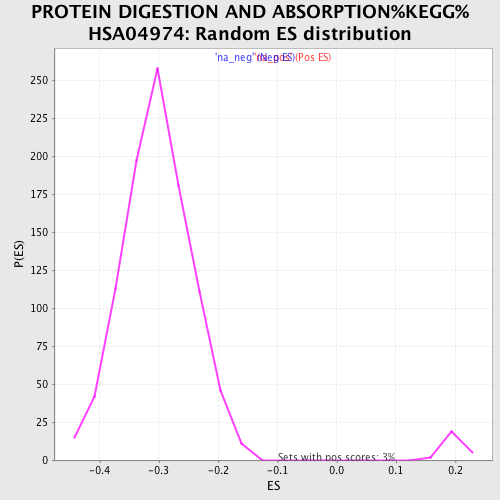 PROTEIN DIGESTION AND ABSORPTION%KEGG%
HSA04974: Random ES distribution
'na_neg' (Neg ES) 'na_pos' (Pos ES)
250
225
200
175
150
125
100
75
50
25
0
P(ES)
Sets with pos scores: 3%
-0.4 -0.3 -0.2 -0.1 0.0 0.1 0.2
ES